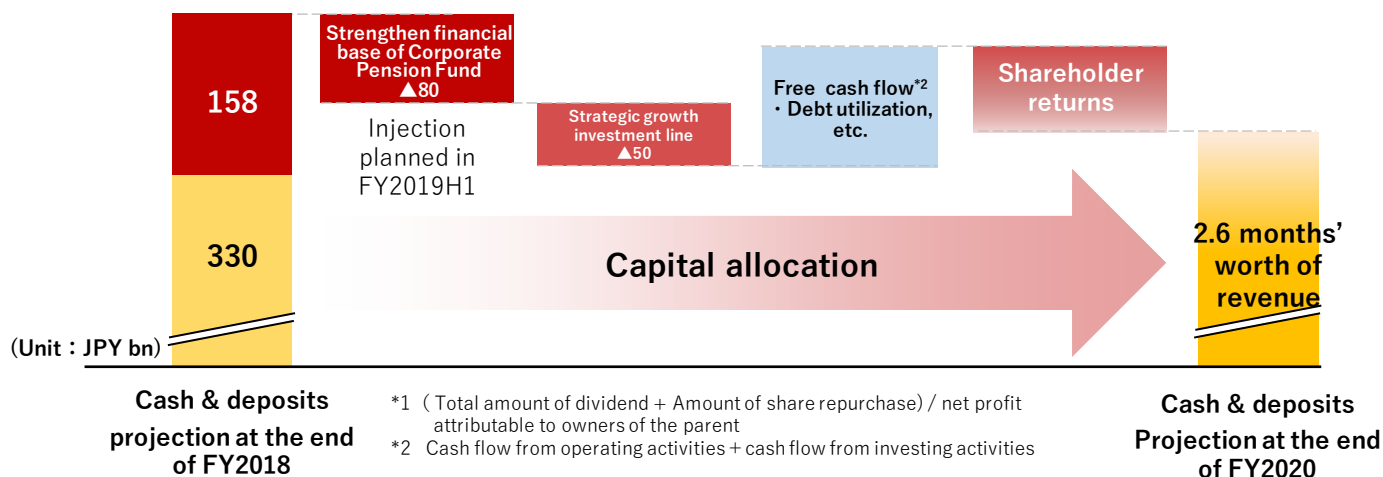 158
330
(Unit：JPY bn)
Strengthen financial
base of Corporate
Pension Fund
▲80
Injection
planned in
FY2019H1
Strategic growth
investment line
▲50
Free cash flow*2
・Debt utilization,
etc.
Shareholder
returns
Capital allocation
2.6 months’
worth of
revenue
Cash & deposits
projection at the end
of FY2018
*1 ( Total amount of dividend + Amount of share repurchase) / net profit
attributable to owners of the parent
*2 Cash flow from operating activities + cash flow from investing activities
Cash & deposits
Projection at the end
of FY2020